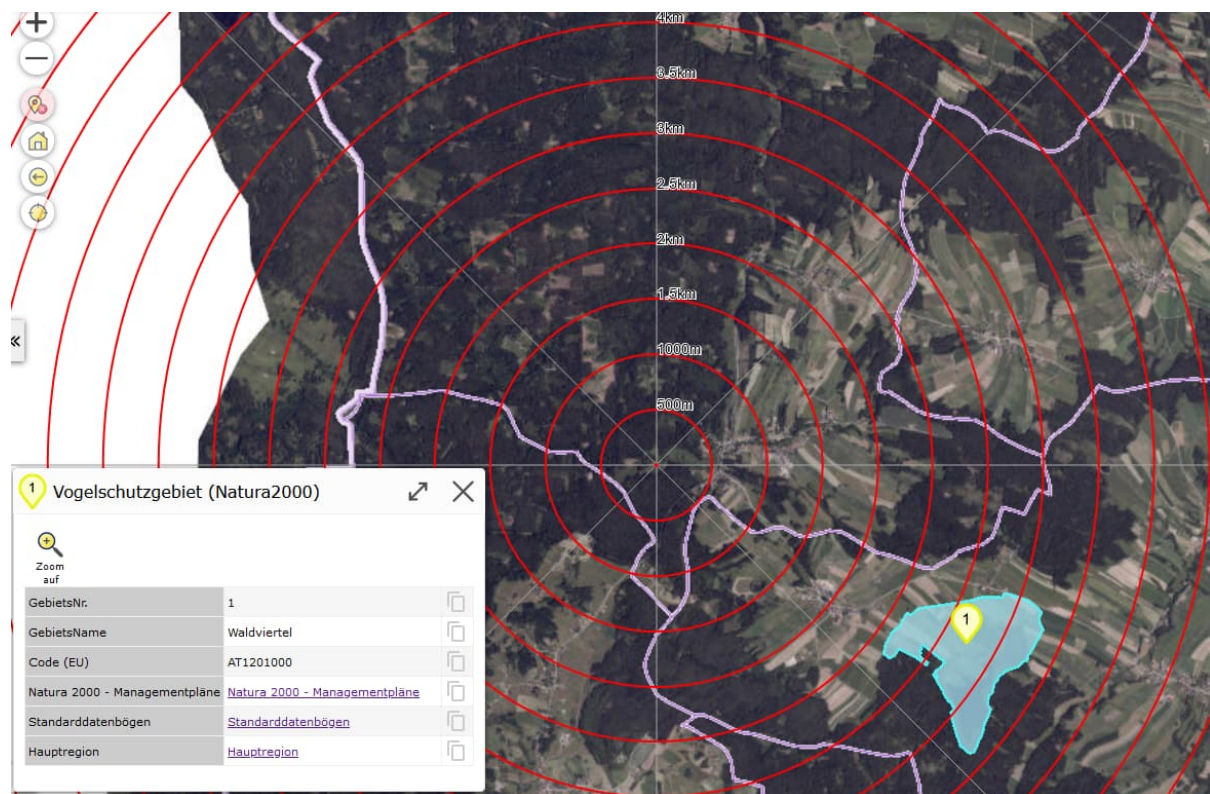 4km
3.5km
3km
2.5km
2km
1.5km
1000m
500m
«
1 Vogelschutzgebiet (Natura2000)
Zoom
auf
GebietsNr. 1
GebietsName Waldviertel
Code (EU) AT1201000
Natura 2000 - Managementpläne Natura 2000 - Managementpläne
Standarddatenbögen Standarddatenbögen
Hauptregion Hauptregion
1